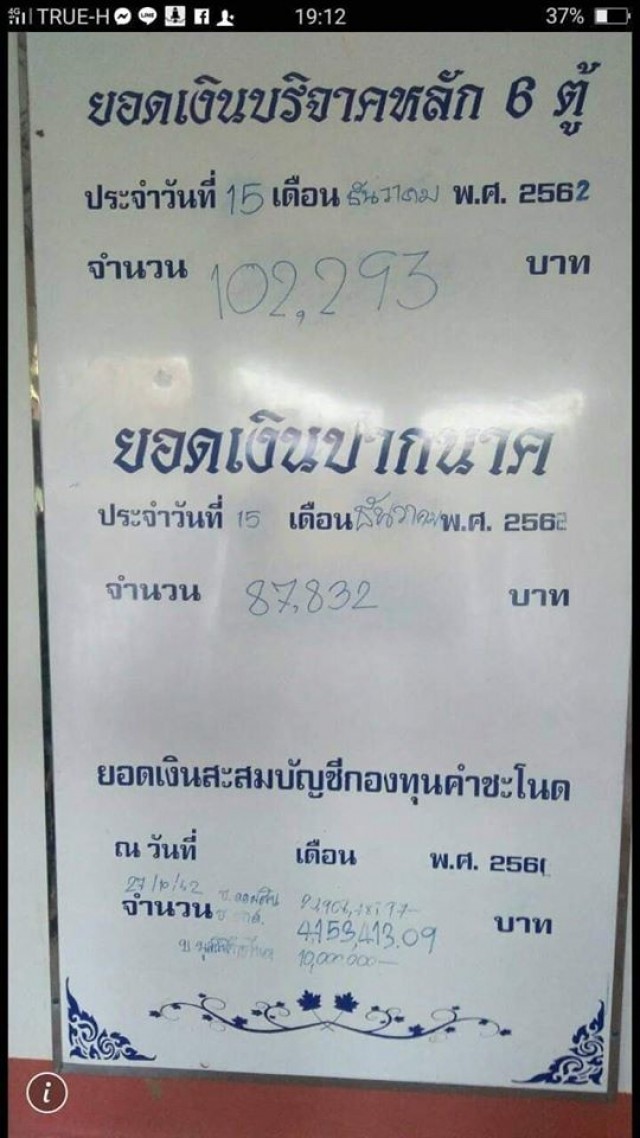 4G TRUE-H 19:12 37%
ยอดเงินบริจาคหลัก 6 ตู้
ประจำวันที่ 15 เดือน ธันวาคม พ.ศ. 2562
จำนวน 102,293 บาท
ยอดเงินปากนาค
ประจำวันที่ 15 เดือน ธันวาคม พ.ศ. 2562
จำนวน 87,832 บาท
ยอดเงินสะสมบัญชีกองทุนคำชะโนด
ณ วันที่ เดือน พ.ศ. 256
จำนวน 4,153,413.09 บาท
10,000,000-